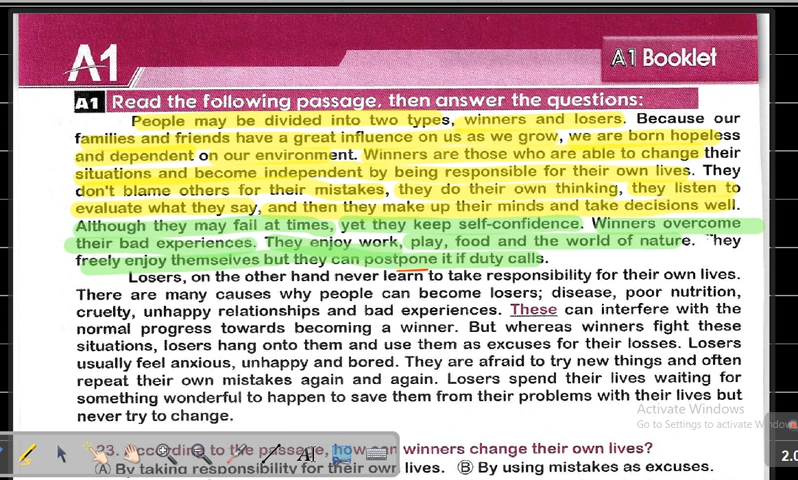 A1
A1 Booklet
A1 Read the following passage, then answer the questions:
People may be divided into two types, winners and losers. Because our
families and friends have a great influence on us as we grow, we are born hopeless
and dependent on our environment. Winners are those who are able to change their
situations and become independent by being responsible for their own lives. They
don't blame others for their mistakes, they do their own thinking, they listen to
evaluate what they say, and then they make up their minds and take decisions well.
Although they may fail at times, yet they keep self-confidence. Winners overcome
their bad experiences. They enjoy work, play, food and the world of nature. They
freely enjoy themselves but they can postpone it if duty calls.
Losers, on the other hand never learn to take responsibility for their own lives.
There are many causes why people can become losers; disease, poor nutrition,
cruelty, unhappy relationships and bad experiences. These can interfere with the
normal progress towards becoming a winner. But whereas winners fight these
situations, losers hang onto them and use them as excuses for their losses. Losers
usually feel anxious, unhappy and bored. They are afraid to try new things and often
repeat their own mistakes again and again. Losers spend their lives waiting for
something wonderful to happen to save them from their problems with their lives but
never try to change.
Activate Windows
Go to Settings to activate Windows
33. According to the passage, how can winners change their own lives?
A By taking responsibility for their own lives. B By using mistakes as excuses.
2.0